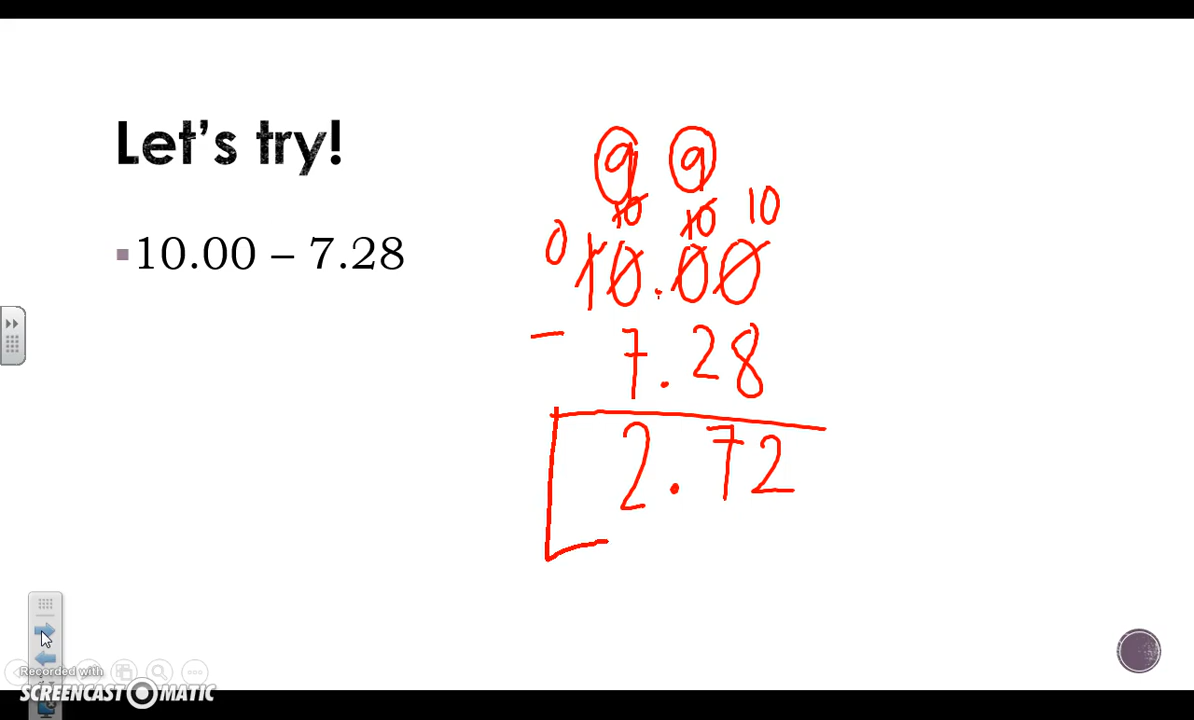 Let's try!
10.00 – 7.28
9 9
10 10 10
0 10.00
– 7.28
2.72
Recorded with
SCREENCAST MATIC